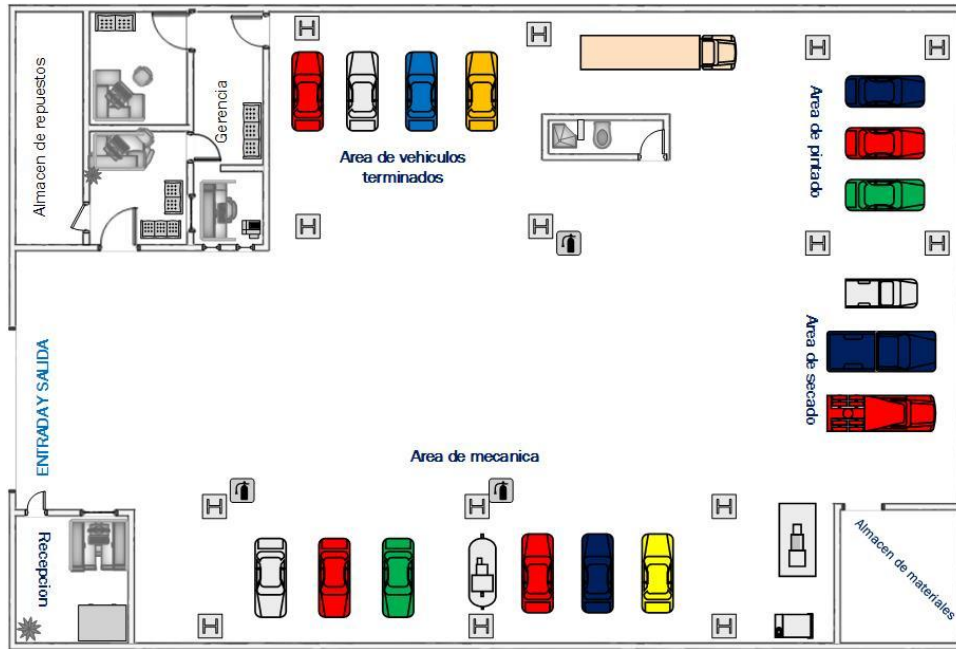 Almacen de repuestos
Gerencia
Area de vehiculos
terminados
Area de pintado
Area de secado
ENTRADA Y SALIDA
Area de mecanica
Recepcion
Almacen de materiales